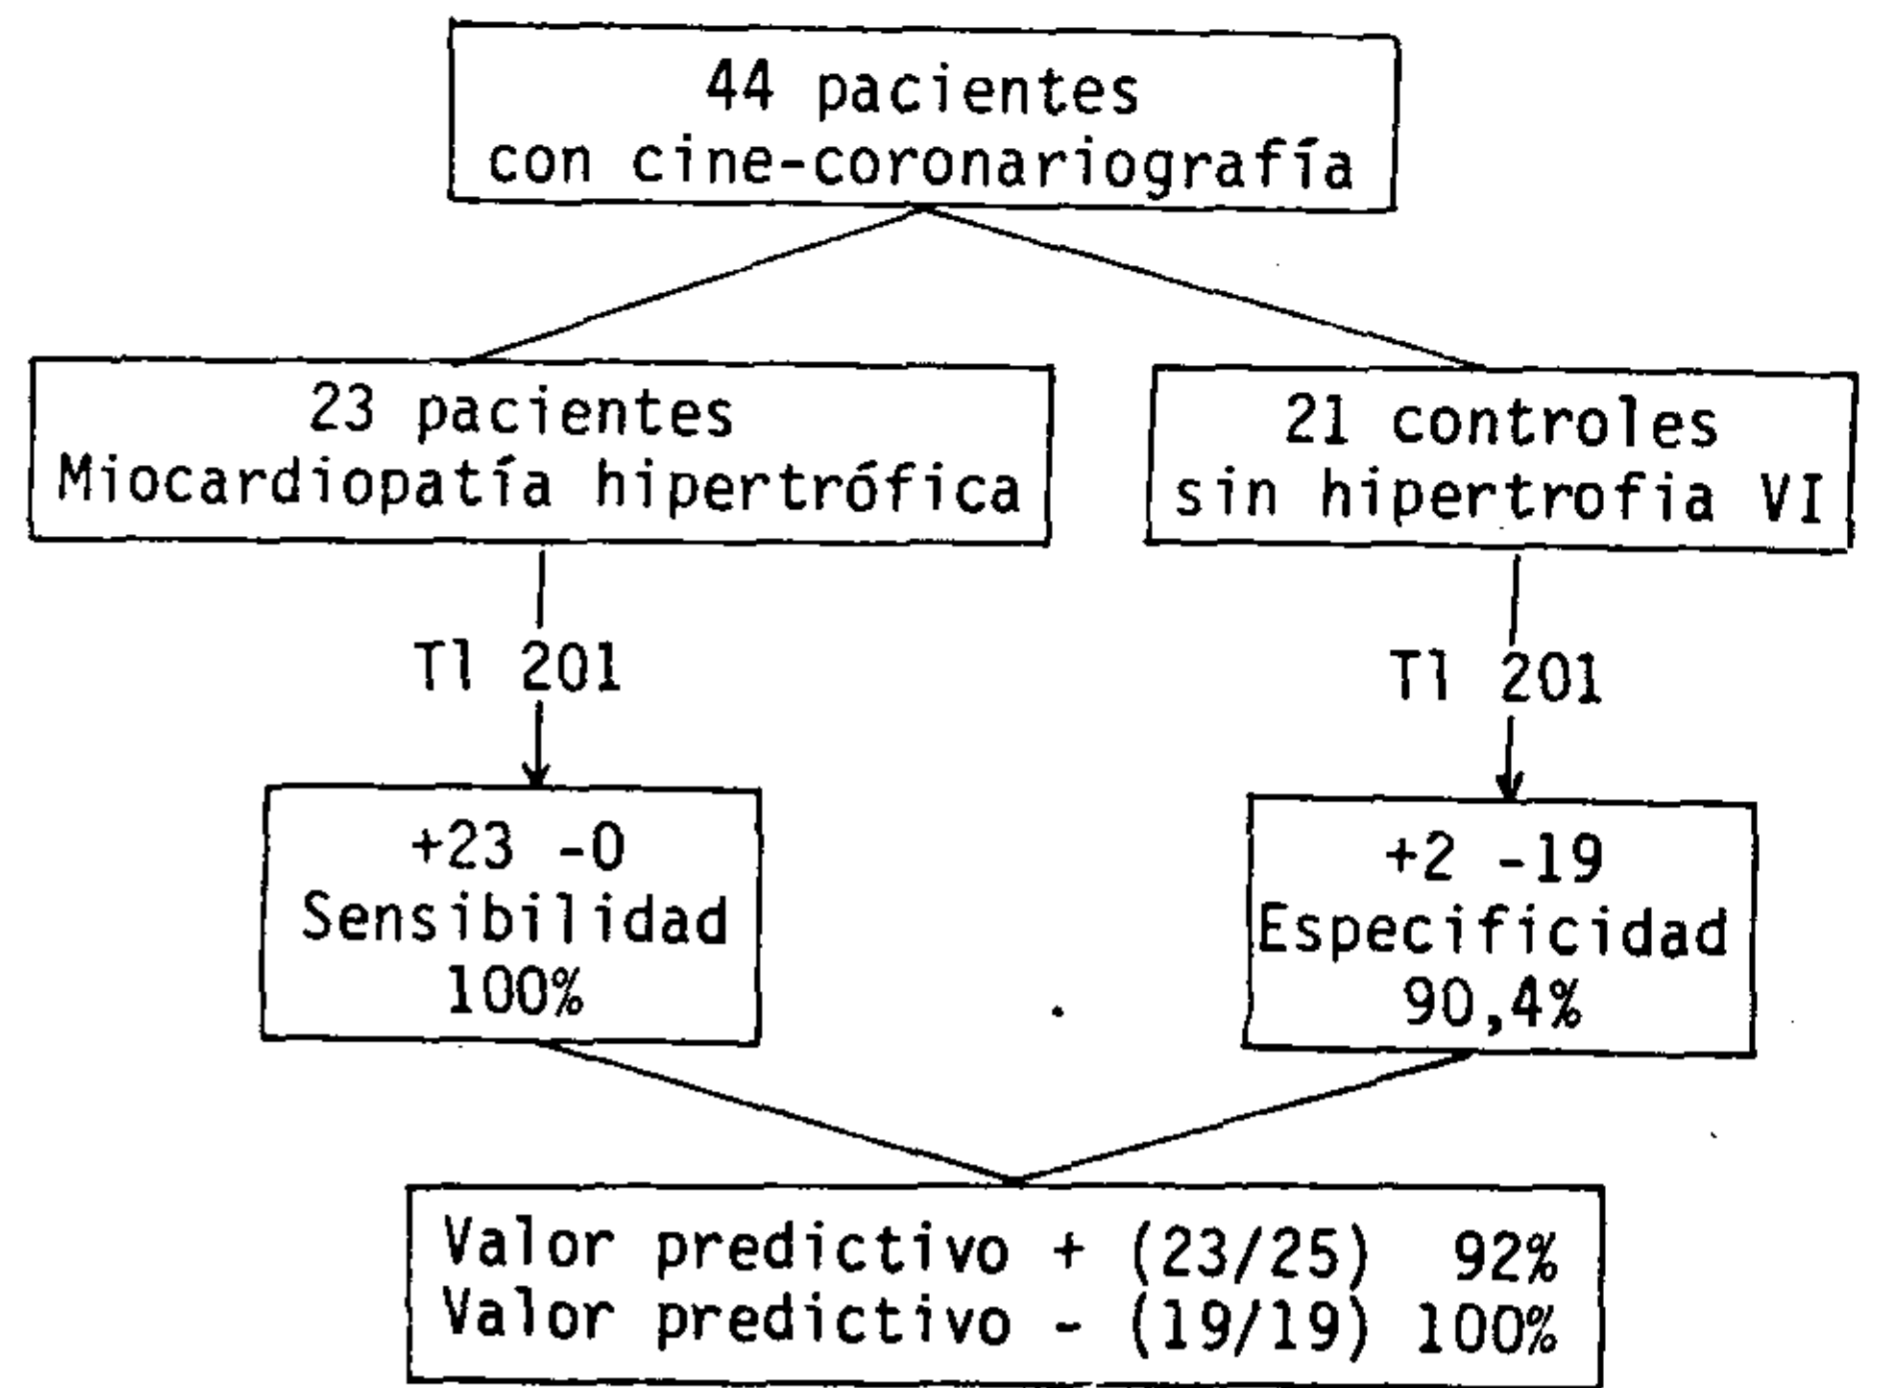 44 pacientes
con cine-coronariografía
23 pacientes
Miocardiopatía hipertrófica
21 controles
sin hipertrofia VI
Tl 201
Tl 201
+23 -0
Sensibilidad
100%
+2 -19
Especificidad
90,4%
Valor predictivo + (23/25) 92%
Valor predictivo - (19/19) 100%